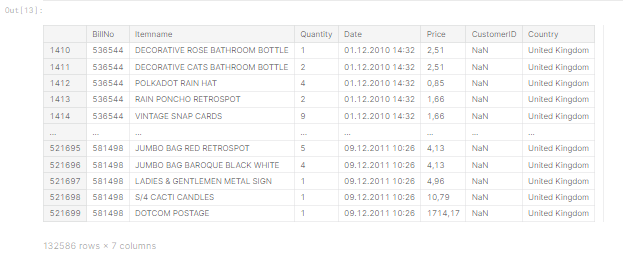 Out[13]:
BillNo Itemname Quantity Date Price CustomerID Country
1410 536544 DECORATIVE ROSE BATHROOM BOTTLE 1 01.12.2010 14:32 2,51 NaN United Kingdom
1411 536544 DECORATIVE CATS BATHROOM BOTTLE 2 01.12.2010 14:32 2,51 NaN United Kingdom
1412 536544 POLKADOT RAIN HAT 4 01.12.2010 14:32 0,85 NaN United Kingdom
1413 536544 RAIN PONCHO RETROSPOT 2 01.12.2010 14:32 1,66 NaN United Kingdom
1414 536544 VINTAGE SNAP CARDS 9 01.12.2010 14:32 1,66 NaN United Kingdom
... ... ... ... ... ... ... ...
521695 581498 JUMBO BAG RED RETROSPOT 5 09.12.2011 10:26 4,13 NaN United Kingdom
521696 581498 JUMBO BAG BAROQUE BLACK WHITE 4 09.12.2011 10:26 4,13 NaN United Kingdom
521697 581498 LADIES & GENTLEMEN METAL SIGN 1 09.12.2011 10:26 4,96 NaN United Kingdom
521698 581498 S/4 CACTI CANDLES 1 09.12.2011 10:26 10,79 NaN United Kingdom
521699 581498 DOTCOM POSTAGE 1 09.12.2011 10:26 1714,17 NaN United Kingdom
132586 rows × 7 columns